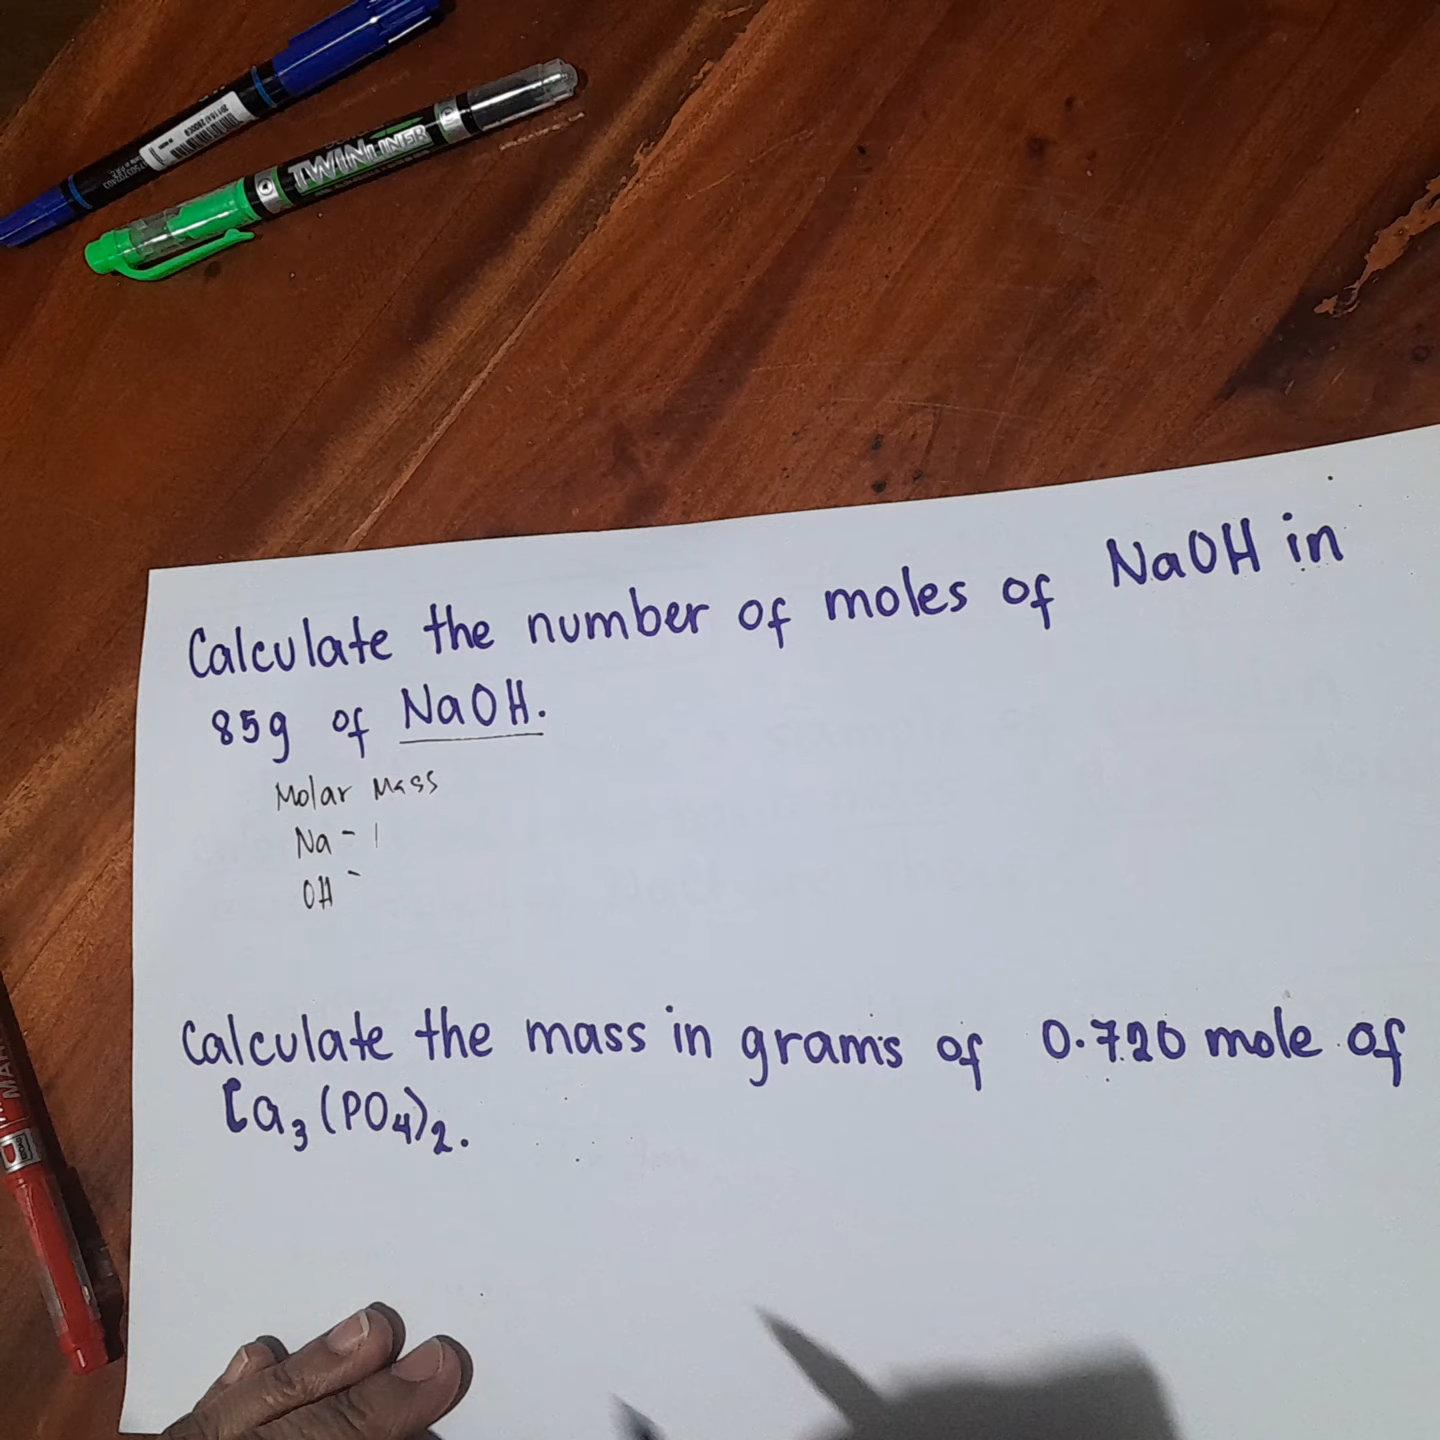 TWINLINER
Calculate the number of moles of NaOH in
85g of NaOH.
Molar Mass
Na - 1
OH -
Calculate the mass in grams of 0.720 mole of
Ca3(PO4)2.